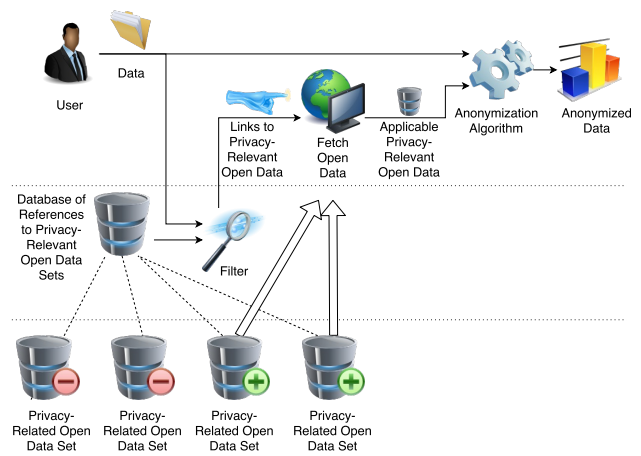 User
Data
Links to
Privacy-
Relevant
Open Data
Fetch
Open
Data
Applicable
Privacy-
Relevant
Open Data
Anonymization
Algorithm
Anonymized
Data
Database of
References
to Privacy-
Relevant
Open Data
Sets
Filter
Privacy-
Related Open
Data Set
Privacy-
Related Open
Data Set
Privacy-
Related Open
Data Set
Privacy-
Related Open
Data Set